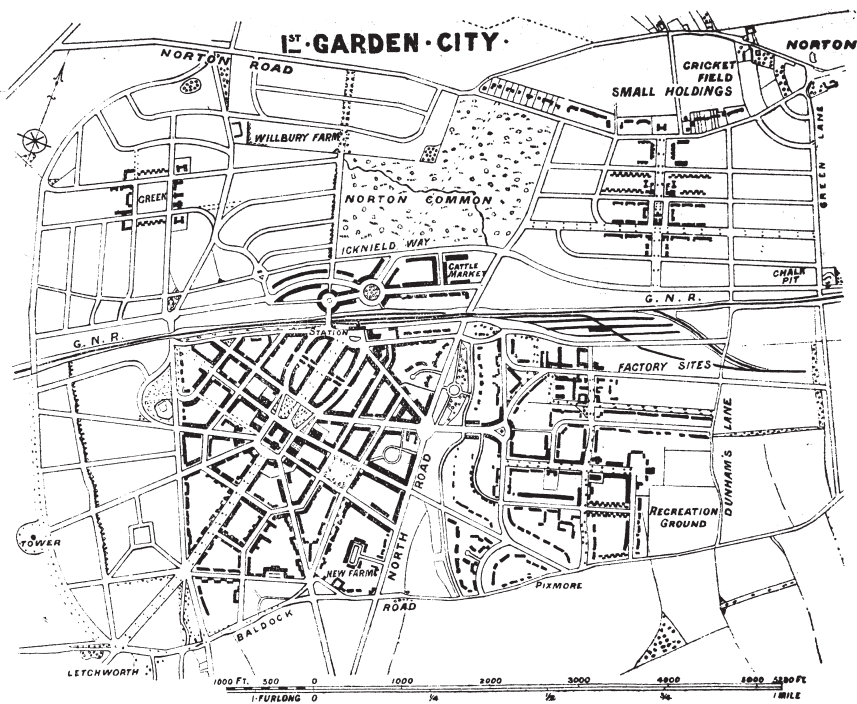 1ST·GARDEN·CITY·
NORTON ROAD
NORTON
CRICKET
FIELD
SMALL HOLDINGS
GREEN LANE
WILLBURY FARM
GREEK
NORTON COMMON
ICKNIELD WAY
CATTLE
MARKET
CHALK
PIT
G.N.R.
G.N.R.
STATION
FACTORY SITES
DUNHAM'S LANE
NORTH ROAD
RECREATION
GROUND
TOWER
NEW FARM
PIXMORE
BALDOCK ROAD
LETCHWORTH
1000 FT. 500 0 1000 2000 3000 4000 5000 5280 FT.
1·FURLONG 0 1/4 1/2 3/4 1 MILE